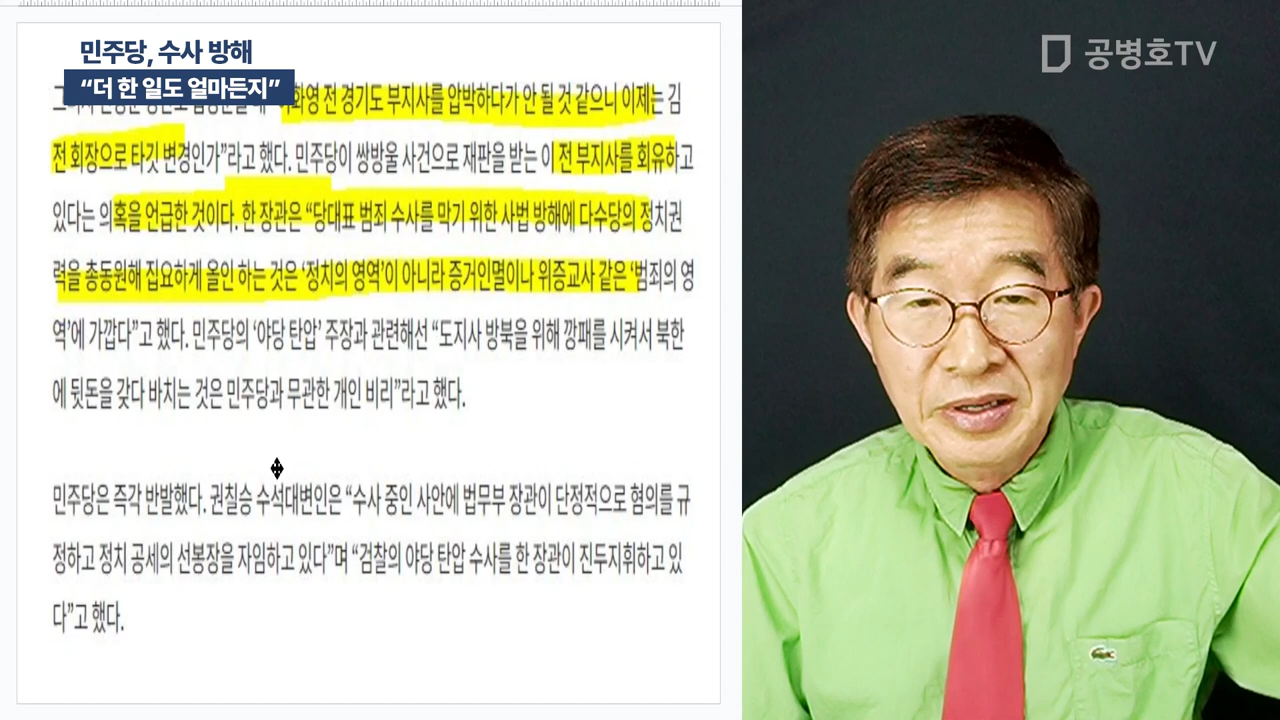 민주당, 수사 방해
“더 한 일도 얼마든지”
공병호TV
화영 전 경기도 부지사를 압박하다가 안 될 것 같으니 이제는 김
전 회장으로 타깃 변경인가”라고 했다. 민주당이 쌍방울 사건으로 재판을 받는 이 전 부지사를 회유하고
있다는 의혹을 언급한 것이다. 한 장관은 “당대표 범죄 수사를 막기 위한 사법 방해에 다수당의 정치권
력을 총동원해 집요하게 올인 하는 것은 ‘정치의 영역’이 아니라 증거인멸이나 위증교사 같은 ‘범죄의 영
역’에 가깝다”고 했다. 민주당의 ‘야당 탄압’ 주장과 관련해선 “도지사 방북을 위해 깡패를 시켜서 북한
에 뒷돈을 갖다 바치는 것은 민주당과 무관한 개인 비리”라고 했다.
민주당은 즉각 반발했다. 권칠승 수석대변인은 “수사 중인 사안에 법무부 장관이 단정적으로 혐의를 규
정하고 정치 공세의 선봉장을 자임하고 있다”며 “검찰의 야당 탄압 수사를 한 장관이 진두지휘하고 있
다”고 했다.